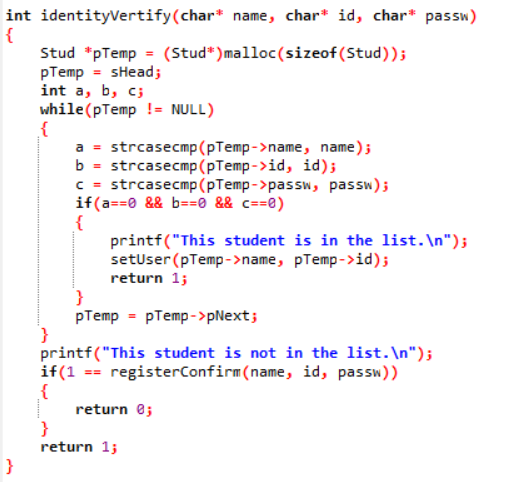 int identityVertify(char* name, char* id, char* passw)
{
    Stud *pTemp = (Stud*)malloc(sizeof(Stud));
    pTemp = sHead;
    int a, b, c;
    while(pTemp != NULL)
    {
        a = strcasecmp(pTemp->name, name);
        b = strcasecmp(pTemp->id, id);
        c = strcasecmp(pTemp->passw, passw);
        if(a==0 && b==0 && c==0)
        {
            printf("This student is in the list.\n");
            setUser(pTemp->name, pTemp->id);
            return 1;
        }
        pTemp = pTemp->pNext;
    }
    printf("This student is not in the list.\n");
    if(1 == registerConfirm(name, id, passw))
    {
        return 0;
    }
    return 1;
}